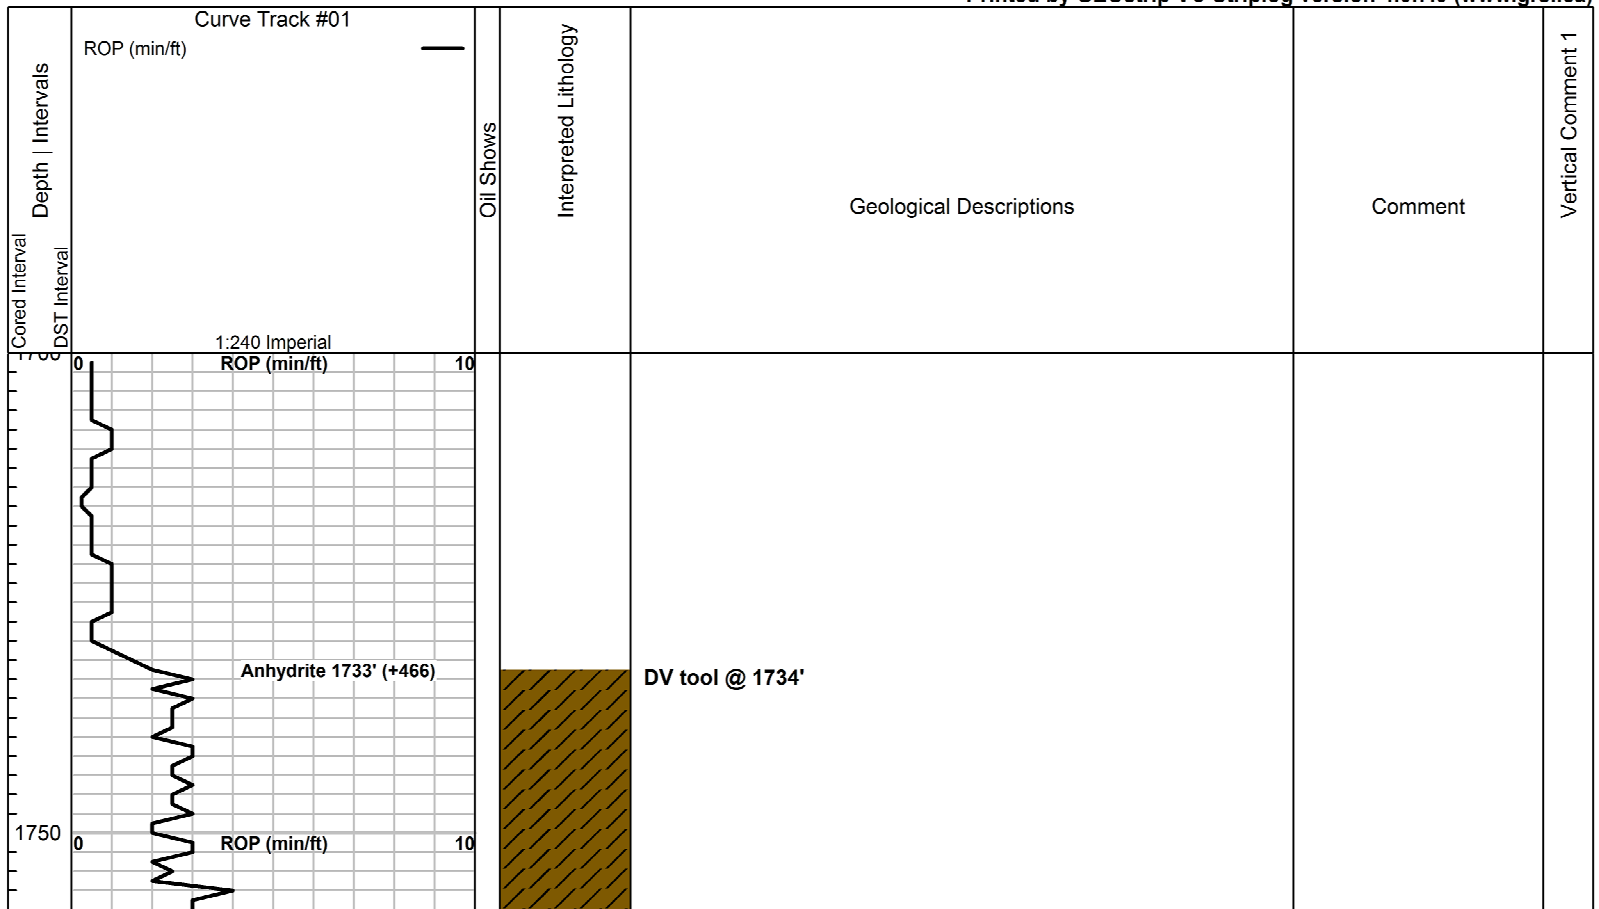 Curve Track #01
ROP (min/ft)
Depth | Intervals
Cored Interval
DST Interval
1:240 Imperial
Oil Shows
Interpreted Lithology
Geological Descriptions
Comment
Vertical Comment 1
1700
0 ROP (min/ft) 10
Anhydrite 1733' (+466)
DV tool @ 1734'
1750
0 ROP (min/ft) 10